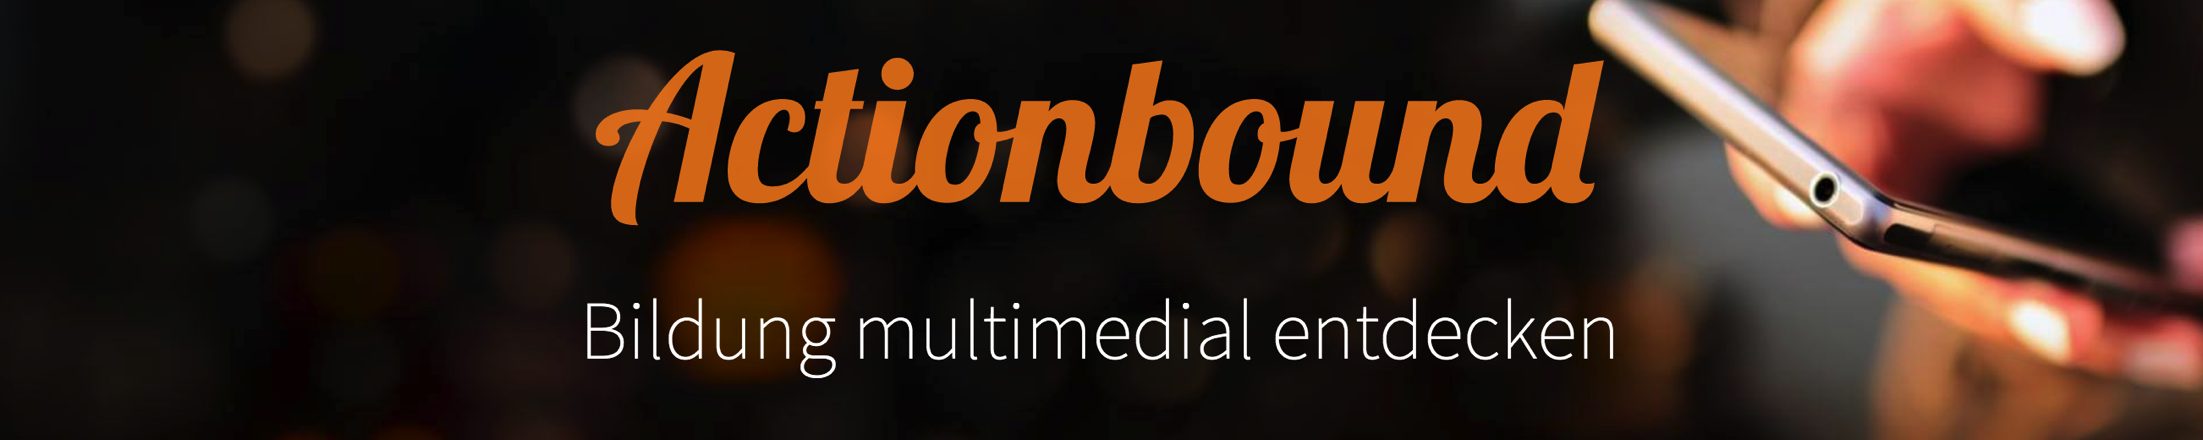 Actionbound
Bildung multimedial entdecken